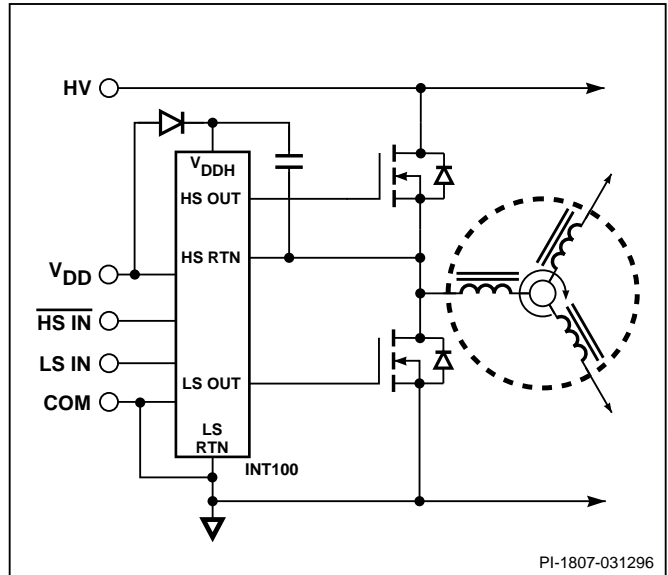 HV
VDDH
HS OUT
HS RTN
VDD
HS IN
LS IN
LS OUT
COM
LS
RTN
INT100
PI-1807-031296